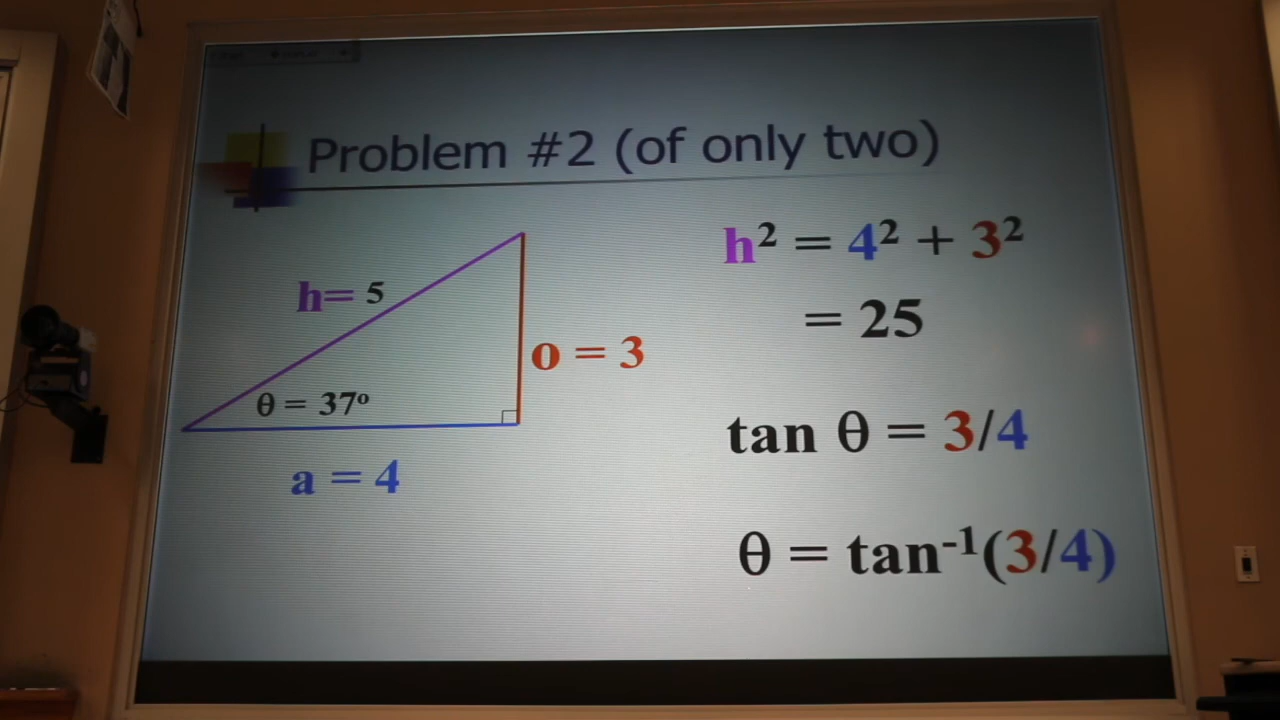 Problem #2 (of only two)
h= 5
θ = 37º
o = 3
a = 4
h² = 4² + 3²
= 25
tan θ = 3/4
θ = tan⁻¹(3/4)